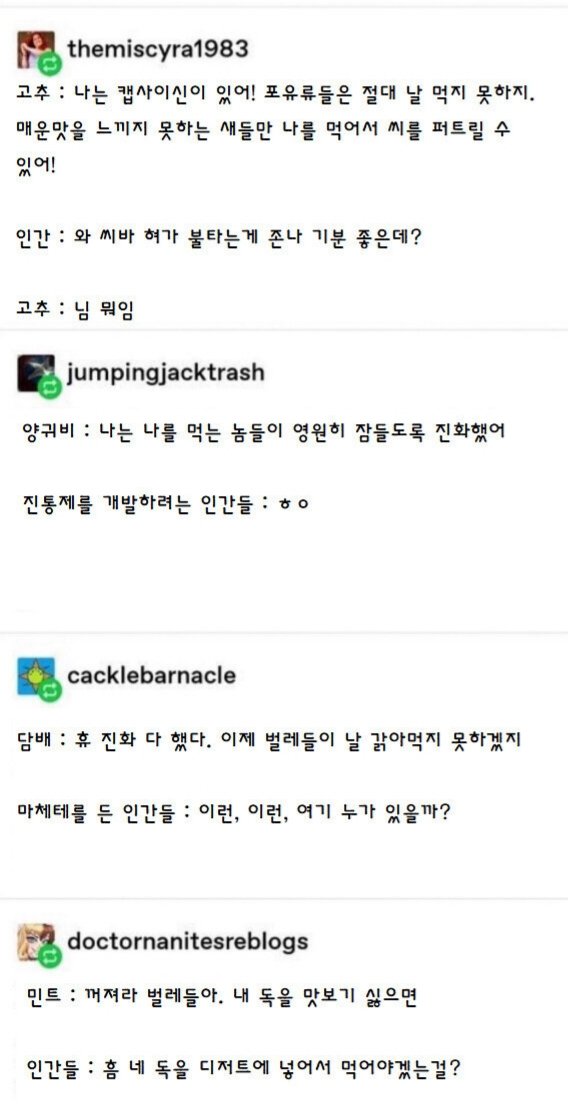 themiscyra1983
고추 : 나는 캡사이신이 있어! 포유류들은 절대 날 먹지 못하지.
매운맛을 느끼지 못하는 새들만 나를 먹어서 씨를 퍼트릴 수
있어!
인간 : 와 씨바 혀가 불타는게 존나 기분 좋은데?
고추 : 님 뭐임
jumpingjacktrash
양귀비 : 나는 나를 먹는 놈들이 영원히 잠들도록 진화했어
진통제를 개발하려는 인간들 : ㅎㅇ
cacklebarnacle
담배 : 휴 진화 다 했다. 이제 벌레들이 날 갉아먹지 못하겠지
마체테를 든 인간들 : 이런, 이런, 여기 누가 있을까?
doctornanitesreblogs
민트 : 꺼져라 벌레들아. 내 독을 맛보기 싫으면
인간들 : 흠 네 독을 디저트에 넣어서 먹어야겠는걸?